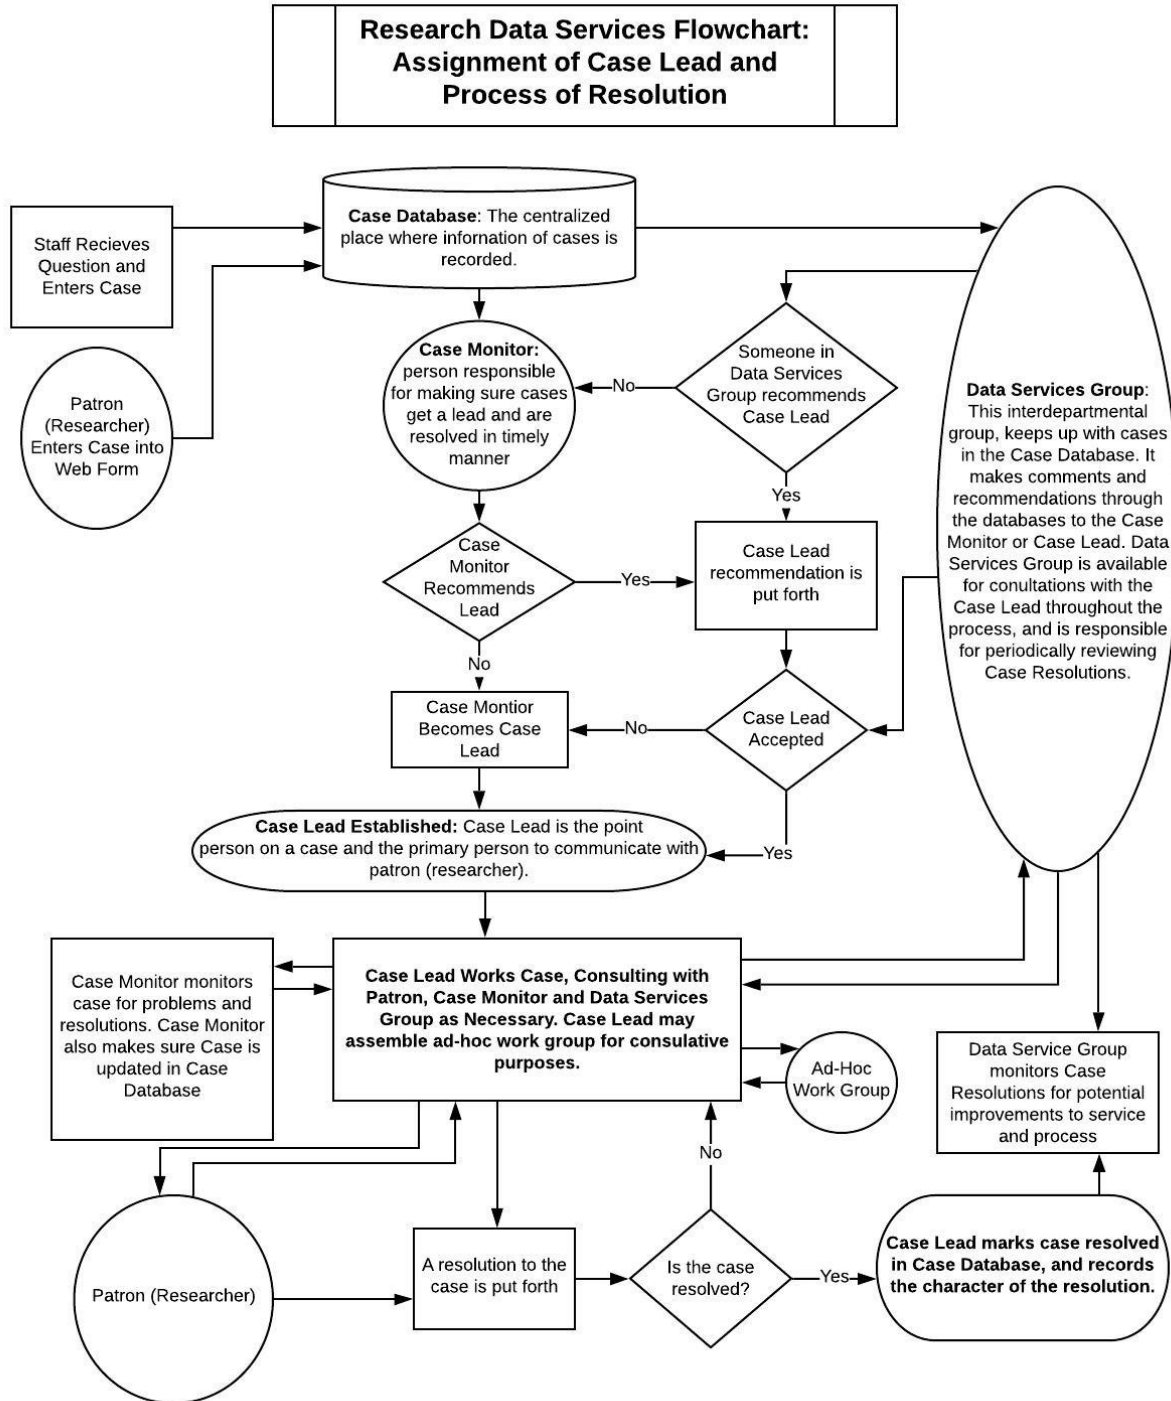 Research Data Services Flowchart:
Assignment of Case Lead and
Process of Resolution
Staff Recieves
Question and
Enters Case
Case Database: The centralized
place where infornation of cases is
recorded.
Patron
(Researcher)
Enters Case into
Web Form
Case Monitor:
person responsible
for making sure cases
get a lead and are
resolved in timely
manner
No
Someone in
Data Services
Group recommends
Case Lead
Yes
Data Services Group:
This interdepartmental
group, keeps up with cases
in the Case Database. It
makes comments and
recommendations through
the databases to the Case
Monitor or Case Lead. Data
Services Group is available
for conultations with the
Case Lead throughout the
process, and is responsible
for periodically reviewing
Case Resolutions.
Case
Monitor
Recommends
Lead
Yes
Case Lead
recommendation is
put forth
No
Case Montior
Becomes Case
Lead
No
Case Lead
Accepted
Yes
Case Lead Established: Case Lead is the point
person on a case and the primary person to communicate with
patron (researcher).
Case Monitor monitors
case for problems and
resolutions. Case Monitor
also makes sure Case is
updated in Case
Database
Case Lead Works Case, Consulting with
Patron, Case Monitor and Data Services
Group as Necessary. Case Lead may
assemble ad-hoc work group for consulative
purposes.
Ad-Hoc
Work Group
Data Service Group
monitors Case
Resolutions for potential
improvements to service
and process
No
Patron (Researcher)
A resolution to the
case is put forth
Is the case
resolved?
Yes
Case Lead marks case resolved
in Case Database, and records
the character of the resolution.